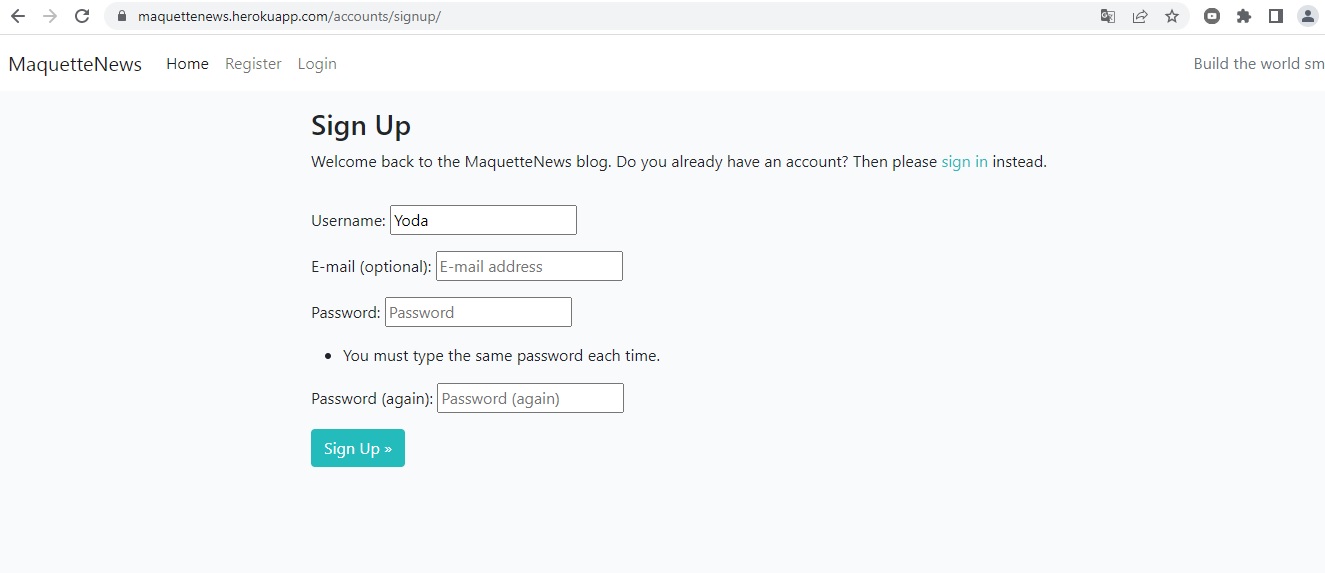 maquettenews.herokuapp.com/accounts/signup/
MaquetteNews Home Register Login Build the world sm
Sign Up
Welcome back to the MaquetteNews blog. Do you already have an account? Then please sign in instead.
Username: Yoda
E-mail (optional): E-mail address
Password: Password
• You must type the same password each time.
Password (again): Password (again)
Sign Up »